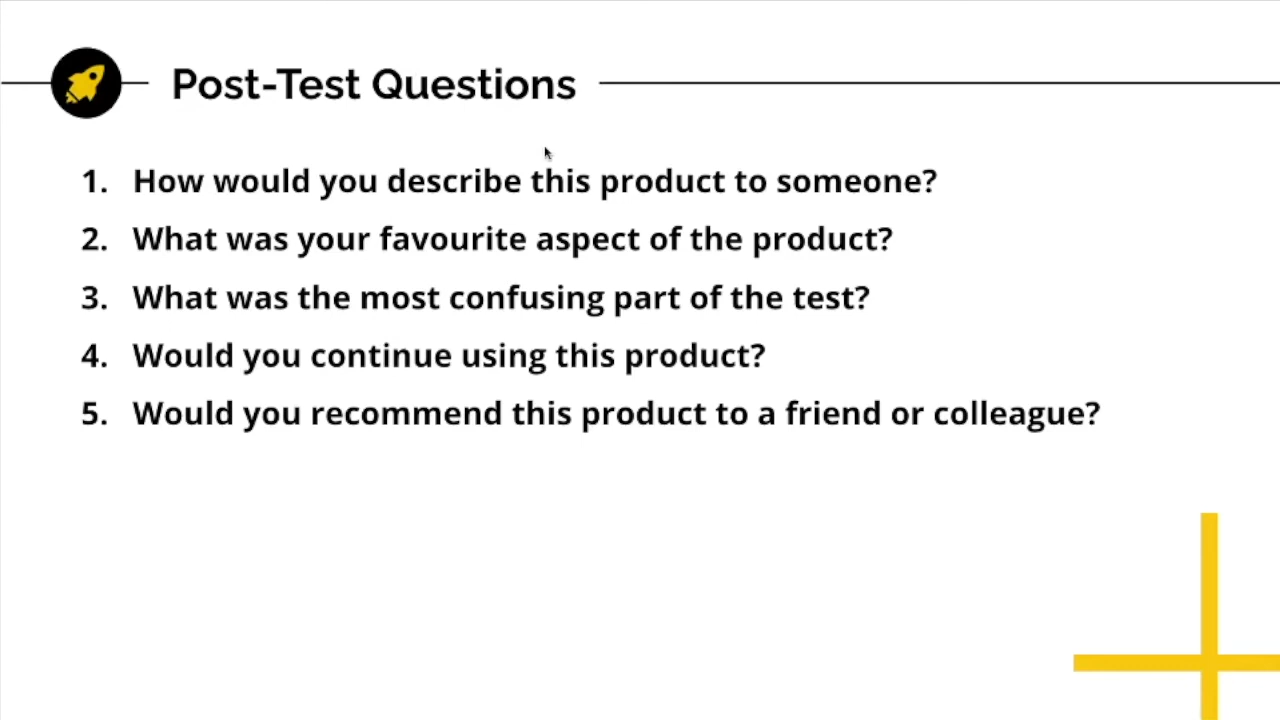 Post-Test Questions
1. How would you describe this product to someone?
2. What was your favourite aspect of the product?
3. What was the most confusing part of the test?
4. Would you continue using this product?
5. Would you recommend this product to a friend or colleague?